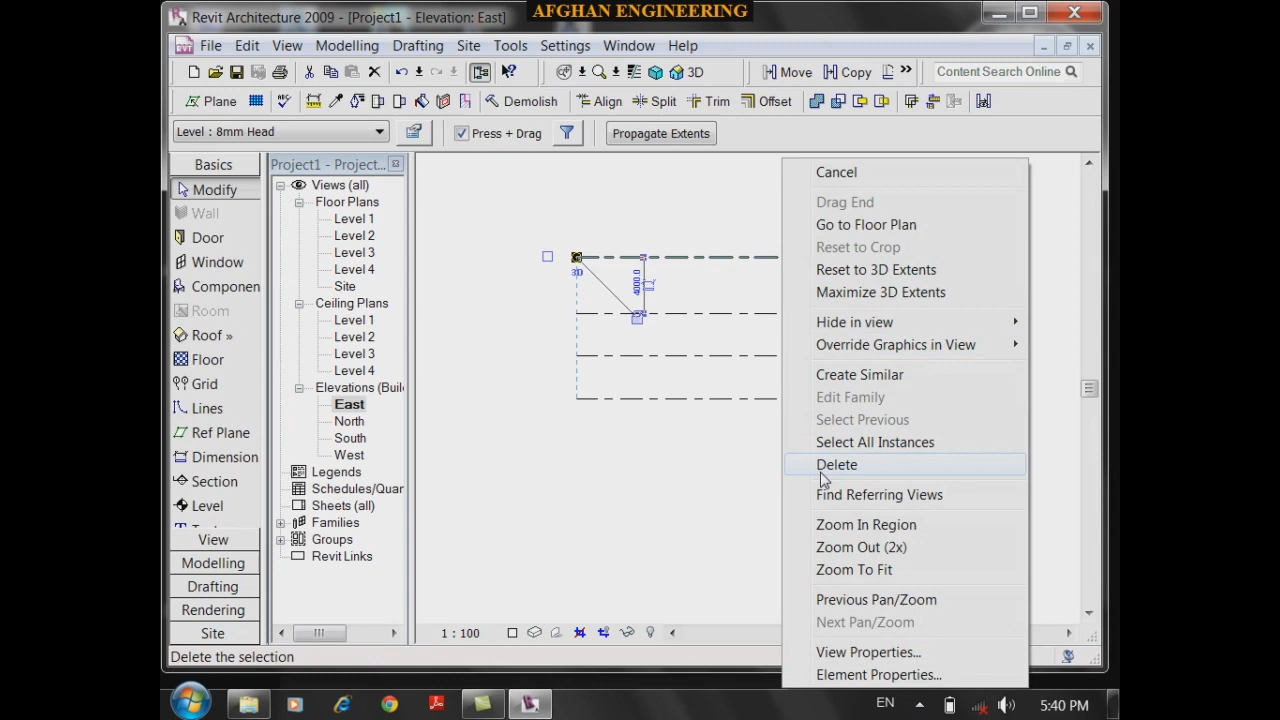 AFGHAN ENGINEERING
Revit Architecture 2009 - [Project1 - Elevation: East]
File Edit View Modelling Drafting Site Tools Settings Window Help
3D Move Copy » Content Search Online
Plane Demolish Align Split Trim Offset
Level : 8mm Head Press + Drag Propagate Extents
Basics
Modify
Wall
Door
Window
Component
Room
Roof »
Floor
Grid
Lines
Ref Plane
Dimension
Section
Level
View
Modelling
Drafting
Rendering
Site
Project1 - Project...
Views (all)
Floor Plans
Level 1
Level 2
Level 3
Level 4
Site
Ceiling Plans
Level 1
Level 2
Level 3
Level 4
Elevations (Buil
East
North
South
West
Legends
Schedules/Quar
Sheets (all)
Families
Groups
Revit Links
3D
4000.0
Cancel
Drag End
Go to Floor Plan
Reset to Crop
Reset to 3D Extents
Maximize 3D Extents
Hide in view
Override Graphics in View
Create Similar
Edit Family
Select Previous
Select All Instances
Delete
Find Referring Views
Zoom In Region
Zoom Out (2x)
Zoom To Fit
Previous Pan/Zoom
Next Pan/Zoom
View Properties...
Element Properties...
1 : 100
Delete the selection
EN 5:40 PM